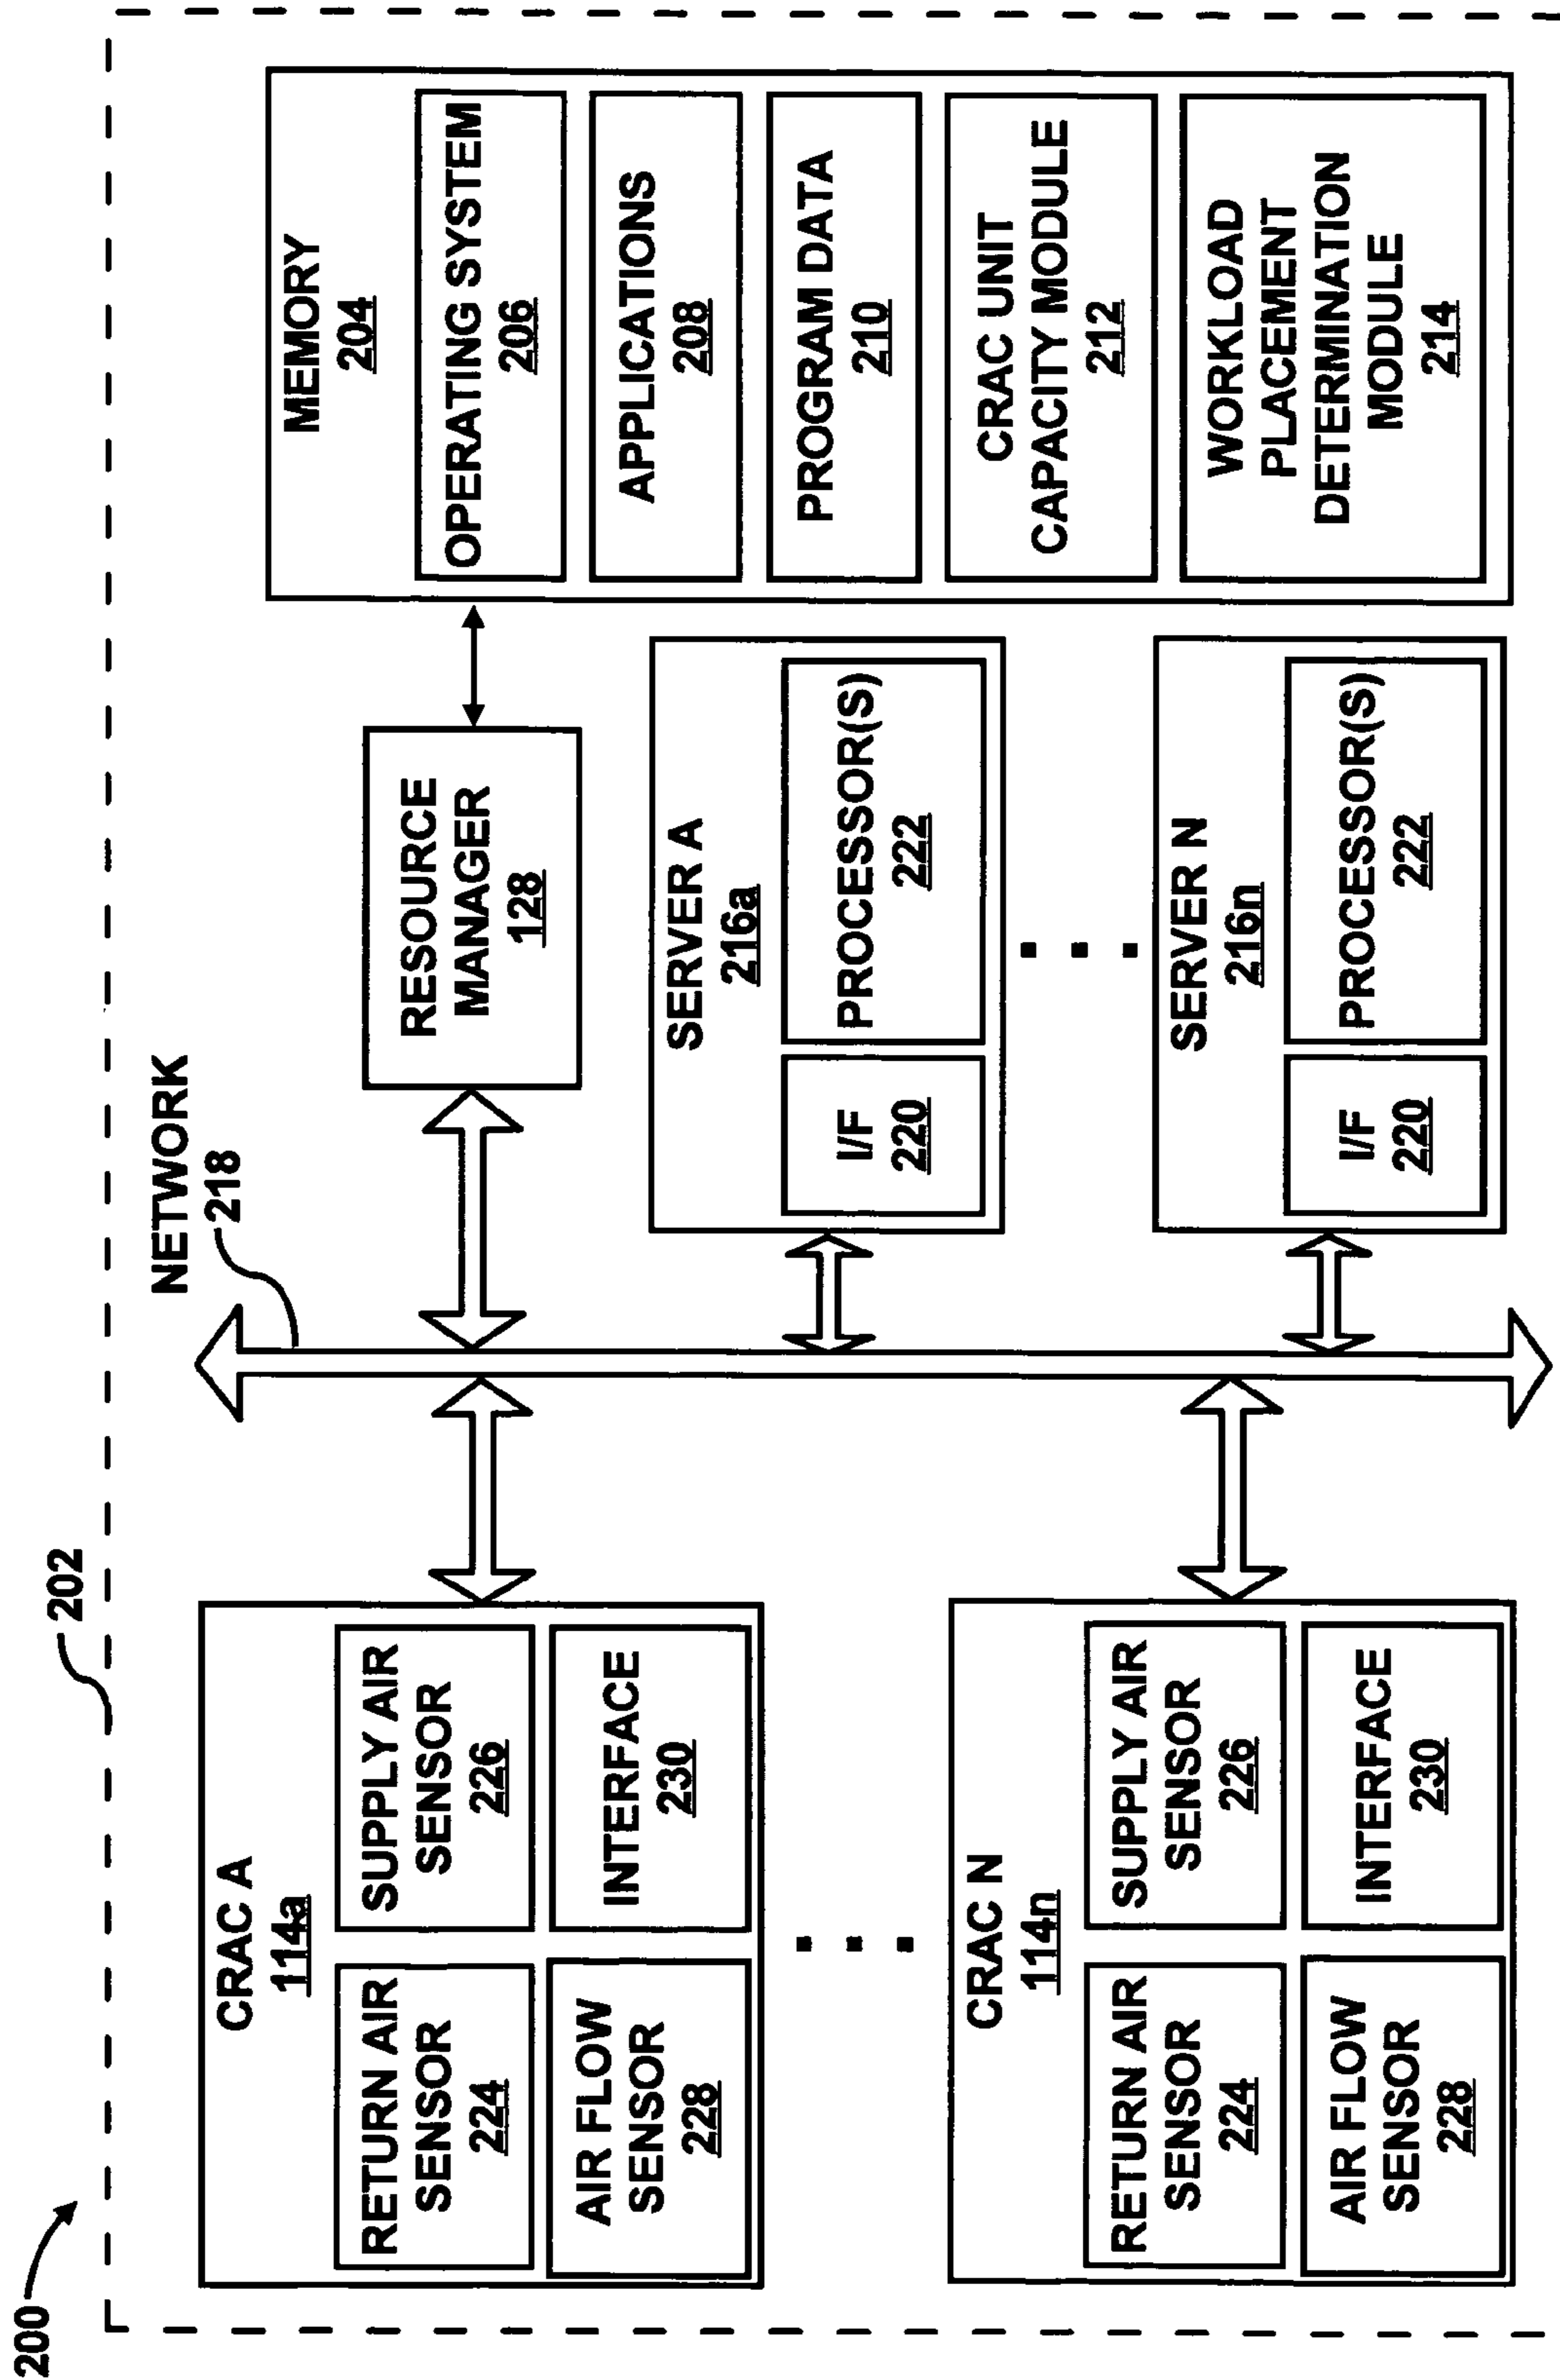 200
202
NETWORK
218
CRAC A
114a
RETURN AIR
SENSOR
224
SUPPLY AIR
SENSOR
226
AIR FLOW
SENSOR
228
INTERFACE
230
CRAC N
114n
RETURN AIR
SENSOR
224
SUPPLY AIR
SENSOR
226
AIR FLOW
SENSOR
228
INTERFACE
230
RESOURCE
MANAGER
128
SERVER A
216a
I/F
220
PROCESSOR(S)
222
SERVER N
216n
I/F
220
PROCESSOR(S)
222
MEMORY
204
OPERATING SYSTEM
206
APPLICATIONS
208
PROGRAM DATA
210
CRAC UNIT
CAPACITY MODULE
212
WORKLOAD
PLACEMENT
DETERMINATION
MODULE
214